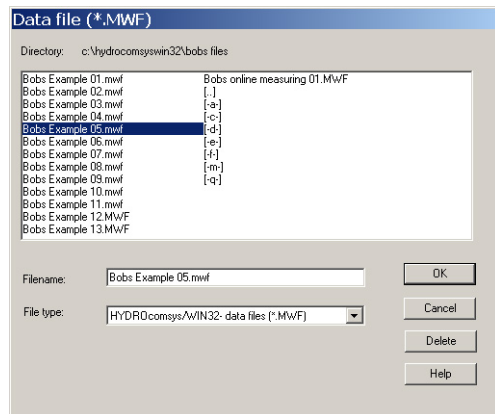 Data file (*.MWF)
Directory: c:\hydrocomsyswin32\bobs files
Bobs Example 01.mwf
Bobs Example 02.mwf
Bobs Example 03.mwf
Bobs Example 04.mwf
Bobs Example 05.mwf
Bobs Example 06.mwf
Bobs Example 07.mwf
Bobs Example 08.mwf
Bobs Example 09.mwf
Bobs Example 10.mwf
Bobs Example 11.mwf
Bobs Example 12.MWF
Bobs Example 13.MWF
Bobs online measuring 01.MWF
[..]
[-a-]
[-c-]
[-d-]
[-e-]
[-f-]
[-m-]
[-q-]
Filename: Bobs Example 05.mwf
File type: HYDROcomsys/WIN32- data files (*.MWF)
OK
Cancel
Delete
Help